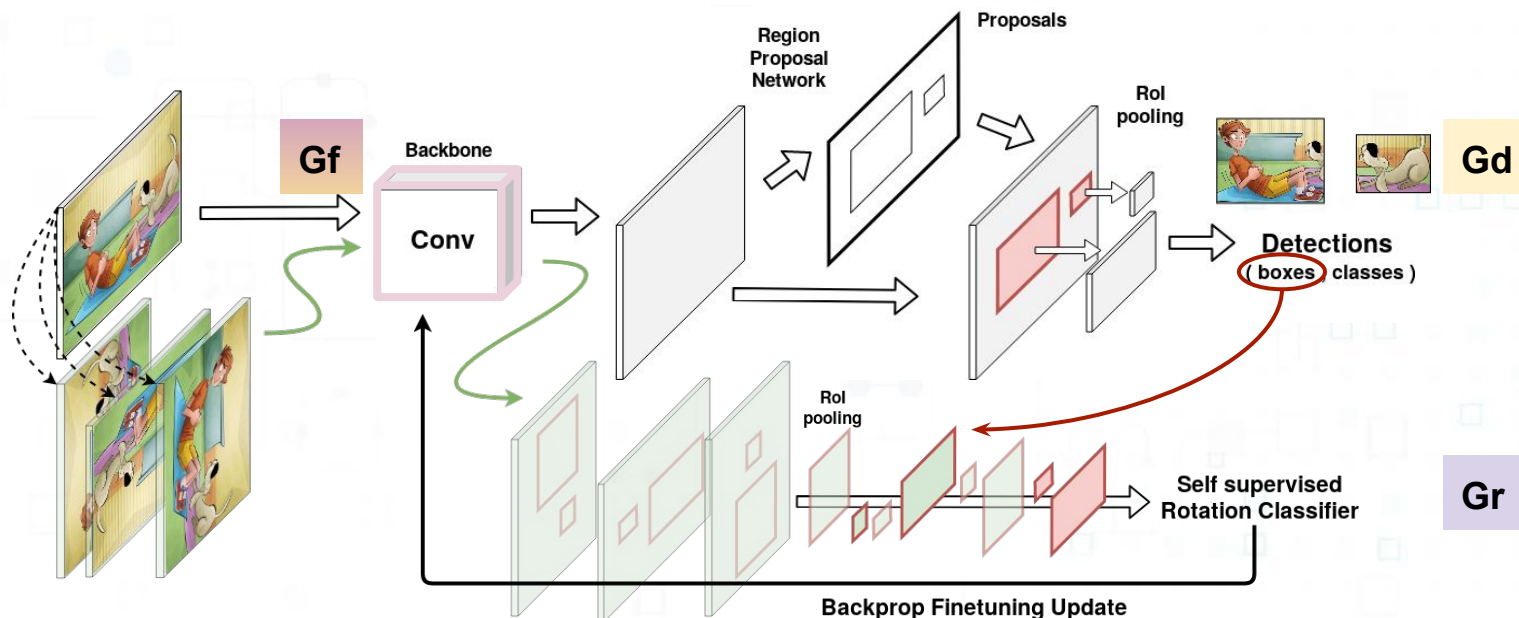 Proposals
Region
Proposal
Network
RoI
pooling
Gf
Backbone
Gd
Conv
Detections
( boxes , classes )
RoI
pooling
Self supervised
Rotation Classifier
Gr
Backprop Finetuning Update